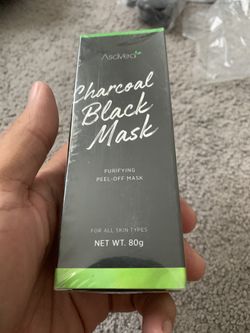 AsaVea
Charcoal
Black
Mask
PURIFYING
PEEL-OFF MASK
FOR ALL SKIN TYPES
NET WT. 80g